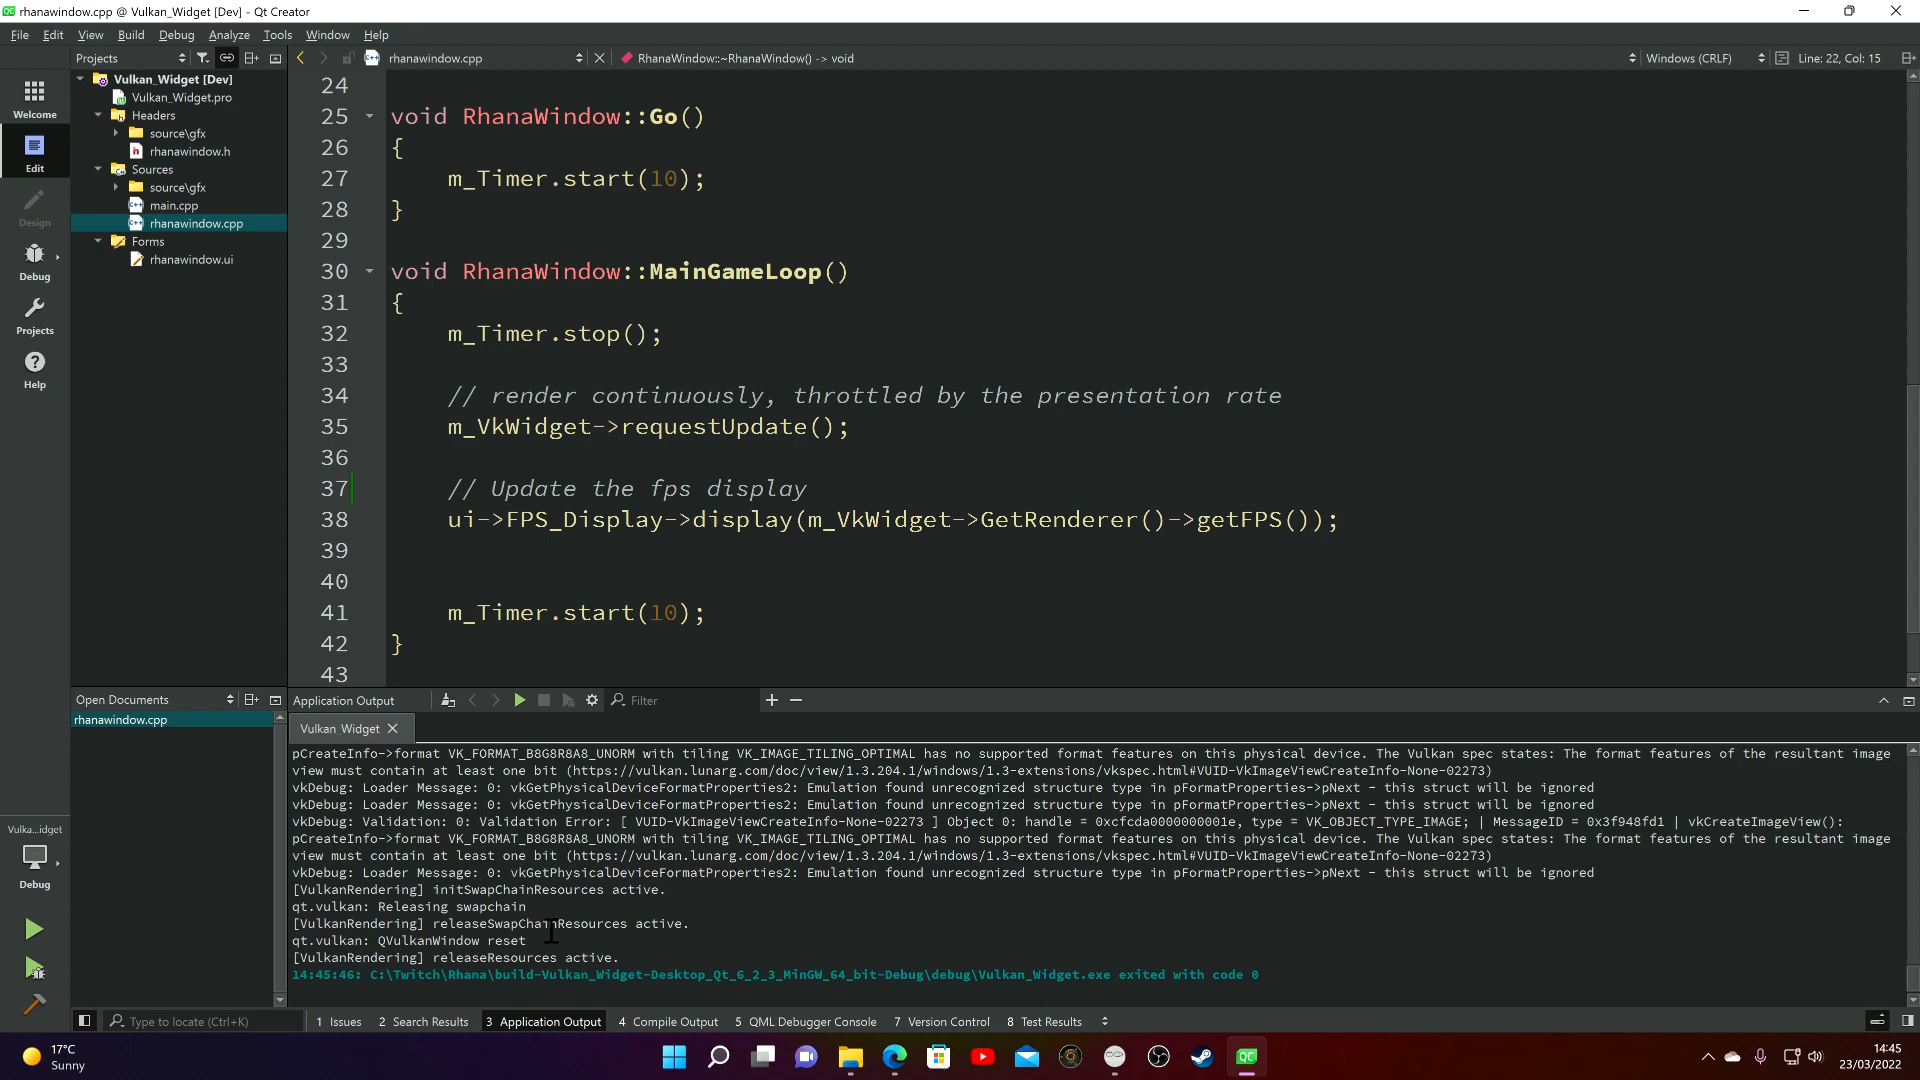 rhanawindow.cpp @ Vulkan_Widget [Dev] - Qt Creator
File Edit View Build Debug Analyze Tools Window Help
Projects
rhanawindow.cpp
RhanaWindow::~RhanaWindow() -> void
Windows (CRLF)
Line: 22, Col: 15
Welcome
Edit
Design
Debug
Projects
Help
Vulkan_Widget [Dev]
Vulkan_Widget.pro
Headers
source\gfx
rhanawindow.h
Sources
source\gfx
main.cpp
rhanawindow.cpp
Forms
rhanawindow.ui
24
25 void RhanaWindow::Go()
26 {
27 m_Timer.start(10);
28 }
29
30 void RhanaWindow::MainGameLoop()
31 {
32 m_Timer.stop();
33
34 // render continuously, throttled by the presentation rate
35 m_VkWidget->requestUpdate();
36
37 // Update the fps display
38 ui->FPS_Display->display(m_VkWidget->GetRenderer()->getFPS());
39
40
41 m_Timer.start(10);
42 }
43
Open Documents
rhanawindow.cpp
Application Output
Filter
Vulkan_Widget
pCreateInfo->format VK_FORMAT_B8G8R8A8_UNORM with tiling VK_IMAGE_TILING_OPTIMAL has no supported format features on this physical device. The Vulkan spec states: The format features of the resultant image
view must contain at least one bit (https://vulkan.lunarg.com/doc/view/1.3.204.1/windows/1.3-extensions/vkspec.html#VUID-VkImageViewCreateInfo-None-02273)
vkDebug: Loader Message: 0: vkGetPhysicalDeviceFormatProperties2: Emulation found unrecognized structure type in pFormatProperties->pNext - this struct will be ignored
vkDebug: Loader Message: 0: vkGetPhysicalDeviceFormatProperties2: Emulation found unrecognized structure type in pFormatProperties->pNext - this struct will be ignored
vkDebug: Validation: 0: Validation Error: [ VUID-VkImageViewCreateInfo-None-02273 ] Object 0: handle = 0xcfcda0000000001e, type = VK_OBJECT_TYPE_IMAGE; | MessageID = 0x3f948fd1 | vkCreateImageView():
pCreateInfo->format VK_FORMAT_B8G8R8A8_UNORM with tiling VK_IMAGE_TILING_OPTIMAL has no supported format features on this physical device. The Vulkan spec states: The format features of the resultant image
view must contain at least one bit (https://vulkan.lunarg.com/doc/view/1.3.204.1/windows/1.3-extensions/vkspec.html#VUID-VkImageViewCreateInfo-None-02273)
vkDebug: Loader Message: 0: vkGetPhysicalDeviceFormatProperties2: Emulation found unrecognized structure type in pFormatProperties->pNext - this struct will be ignored
[VulkanRendering] initSwapChainResources active.
qt.vulkan: Releasing swapchain
[VulkanRendering] releaseSwapChainResources active.
qt.vulkan: QVulkanWindow reset
[VulkanRendering] releaseResources active.
14:45:46: C:\Twitch\Rhana\build-Vulkan_Widget-Desktop_Qt_6_2_3_MinGW_64_bit-Debug\debug\Vulkan_Widget.exe exited with code 0
Vulka...idget
Debug
Type to locate (Ctrl+K)
1 Issues
2 Search Results
3 Application Output
4 Compile Output
5 QML Debugger Console
7 Version Control
8 Test Results
17°C
Sunny
14:45
23/03/2022